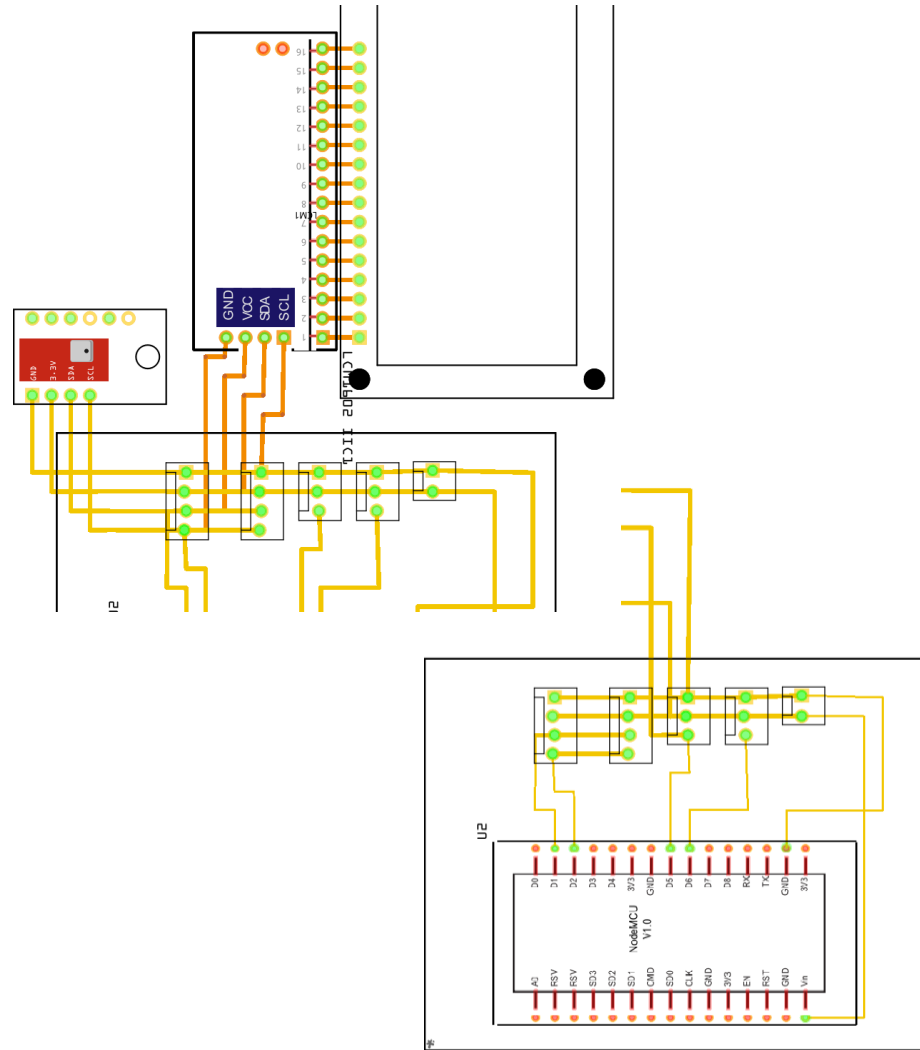 16
15
14
13
12
11
10
9
8
7
6
5
4
3
2
1
LCM1
GND
VCC
SDA
SCL
GND
3.3V
SDA
SCL
LCM1602 IIC1
U2
U2
D0
D1
D2
D3
D4
3V3
GND
D5
D6
D7
D8
RX
TX
GND
3V3
NodeMCU
V1.0
A0
RSV
RSV
SD3
SD2
SD1
CMD
SD0
CLK
GND
3V3
EN
RST
GND
Vin
*